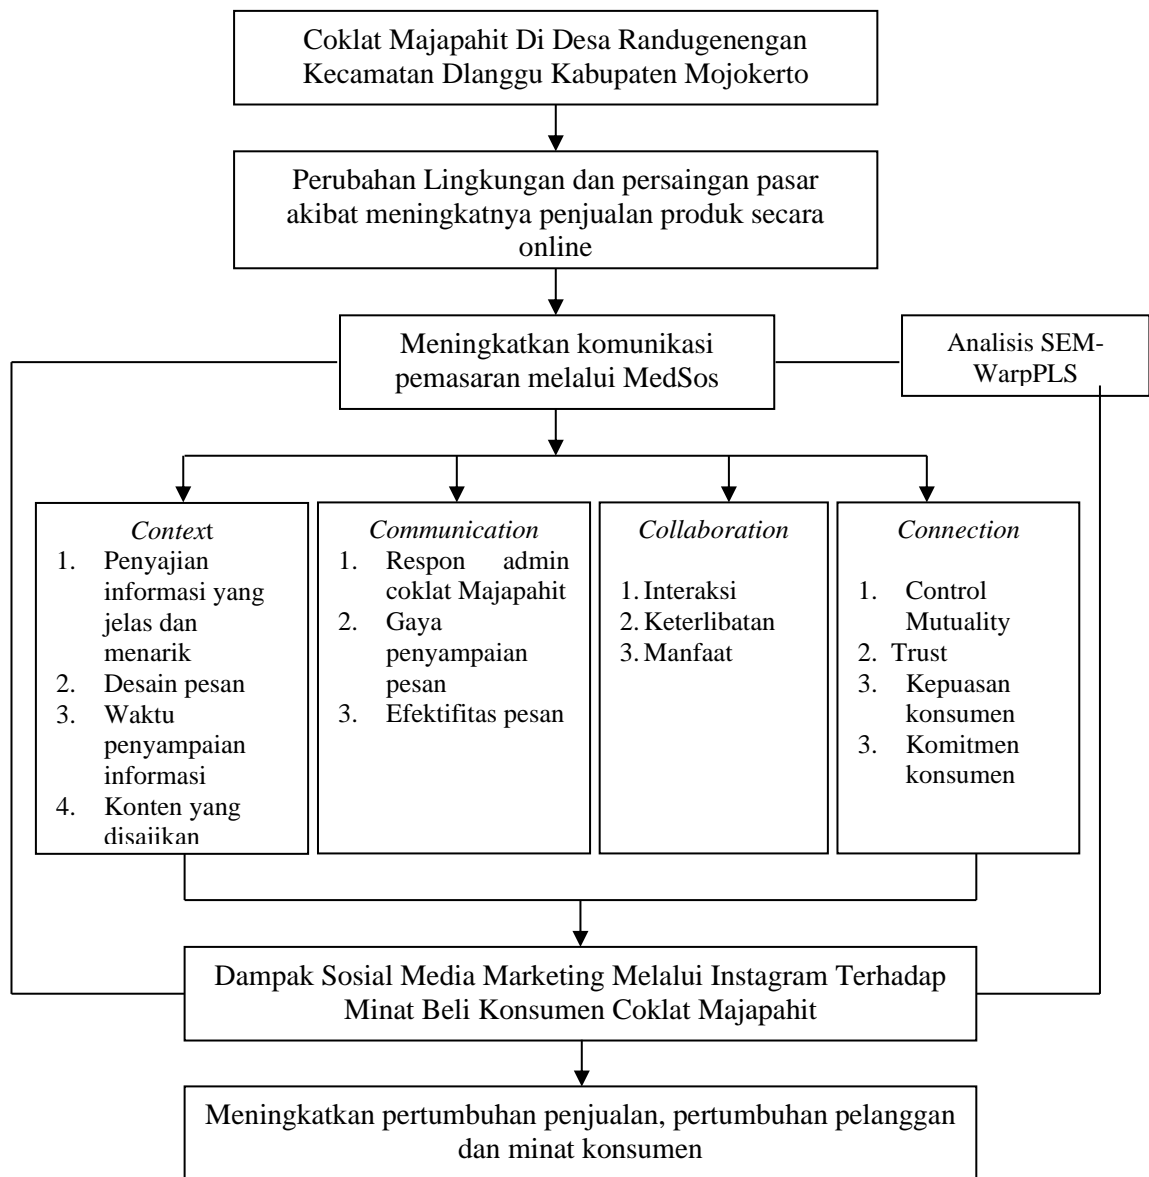 Coklat Majapahit Di Desa Randugenengan
Kecamatan Dlanggu Kabupaten Mojokerto
Perubahan Lingkungan dan persaingan pasar
akibat meningkatnya penjualan produk secara
online
Meningkatkan komunikasi
pemasaran melalui MedSos
Analisis SEM-
WarpPLS
Context
1. Penyajian
informasi yang
jelas dan
menarik
2. Desain pesan
3. Waktu
penyampaian
informasi
4. Konten yang
disajikan
Communication
1. Respon admin
coklat Majapahit
2. Gaya
penyampaian
pesan
3. Efektifitas pesan
Collaboration
1. Interaksi
2. Keterlibatan
3. Manfaat
Connection
1. Control
Mutuality
2. Trust
3. Kepuasan
konsumen
3. Komitmen
konsumen
Dampak Sosial Media Marketing Melalui Instagram Terhadap
Minat Beli Konsumen Coklat Majapahit
Meningkatkan pertumbuhan penjualan, pertumbuhan pelanggan
dan minat konsumen